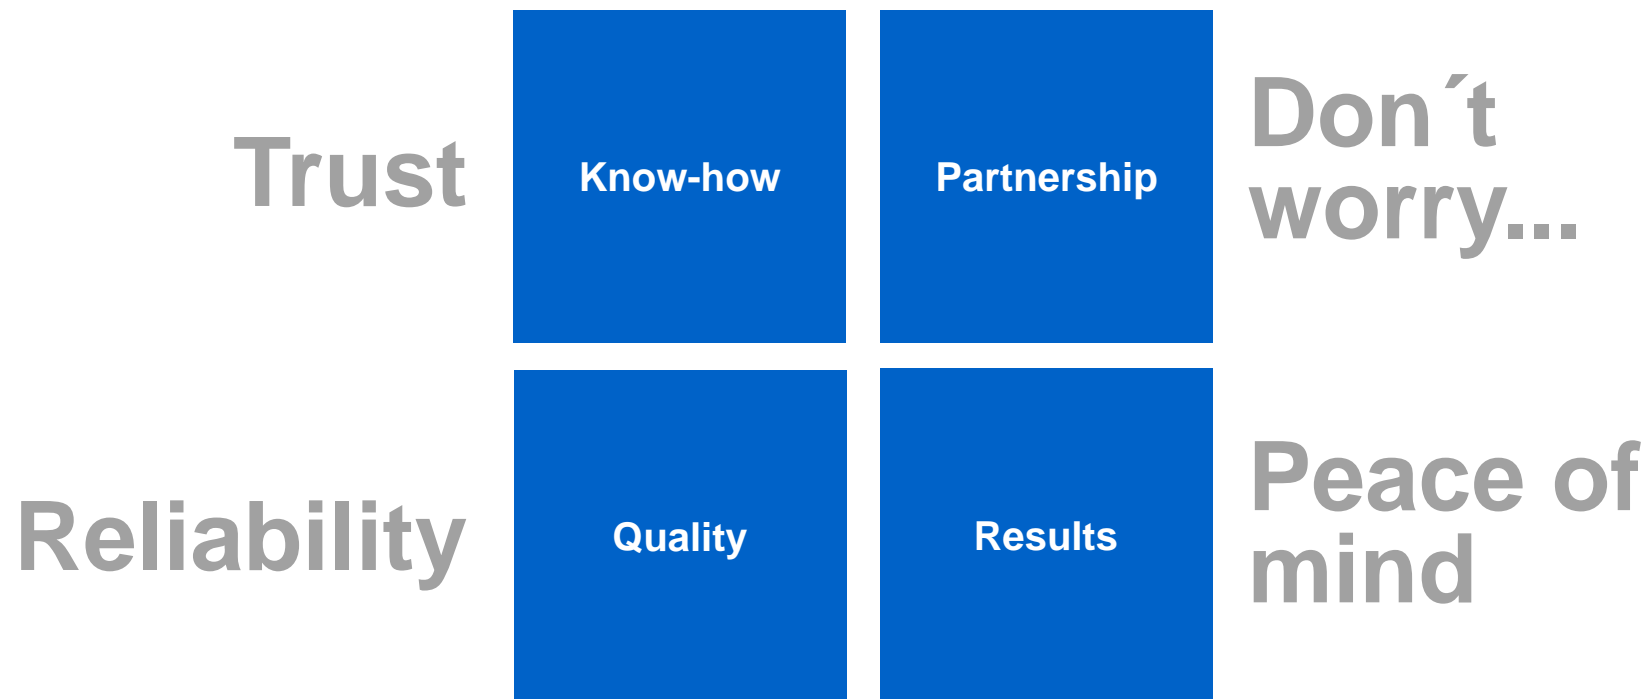 Trust
Know-how
Partnership
Don´t
worry...
Reliability
Quality
Results
Peace of
mind